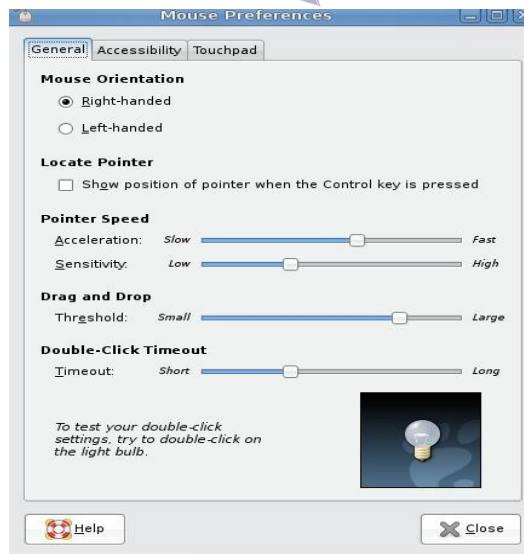 Mouse Preferences
General Accessibility Touchpad
Mouse Orientation
Right-handed
Left-handed
Locate Pointer
Show position of pointer when the Control key is pressed
Pointer Speed
Acceleration: Slow Fast
Sensitivity: Low High
Drag and Drop
Threshold: Small Large
Double-Click Timeout
Timeout: Short Long
To test your double-click
settings, try to double-click on
the light bulb.
Help Close